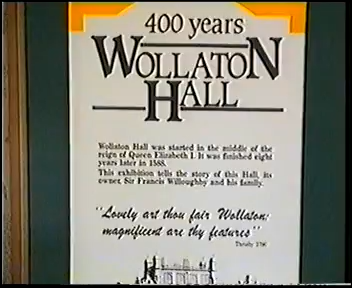 400 years
WOLLATON
HALL
Wollaton Hall was started in the middle of the
reign of Queen Elizabeth I. It was finished eight
years later in 1588.
This exhibition tells the story of this Hall, its
owner, Sir Francis Willoughby and his family.
"Lovely art thou fair Wollaton;
magnificent are thy features"